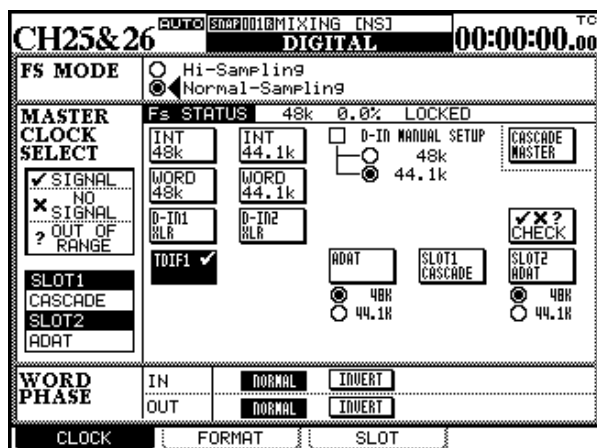 CH25&26
AUTO SNAP001 MIXING [NS]
DIGITAL
TC
00:00:00.00
FS MODE
Hi-Sampling
Normal-Sampling
MASTER CLOCK SELECT
Fs STATUS 48k 0.0% LOCKED
INT 48k
INT 44.1k
D-IN MANUAL SETUP
48k
44.1k
CASCADE MASTER
WORD 48k
WORD 44.1k
✓ SIGNAL
✗ NO SIGNAL
? OUT OF RANGE
D-IN1 XLR
D-IN2 XLR
✓✗? CHECK
TDIF1 ✓
ADAT
SLOT1 CASCADE
SLOT2 ADAT
48K
44.1K
48K
44.1K
SLOT1
CASCADE
SLOT2
ADAT
WORD PHASE
IN NORMAL INVERT
OUT NORMAL INVERT
CLOCK FORMAT SLOT